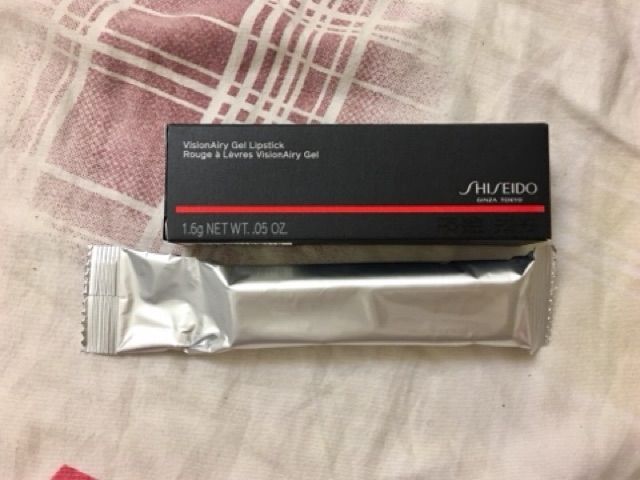 VisionAiry Gel Lipstick
Rouge à Lèvres VisionAiry Gel
SHISEIDO
GINZA TOKYO
1.6g NET WT. .05 OZ.